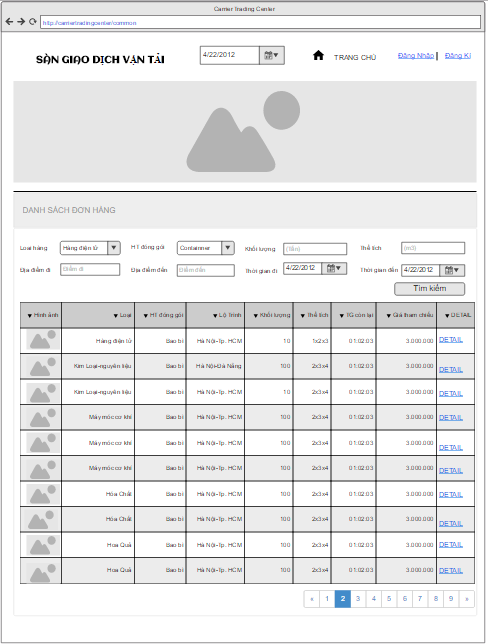 Carrier Trading Center
http://carriertradingcenter/common
SÀN GIAO DỊCH VẬN TẢI
4/22/2012
TRANG CHỦ
Đăng Nhập | Đăng Kí
DANH SÁCH ĐƠN HÀNG
Loại hàng Hàng điện tử HT đóng gói Containner Khối lượng (Tấn) Thể tích (m3)
Địa điểm đi Điểm đi Địa điểm đến Điểm đến Thời gian đi 4/22/2012 Thời gian đến 4/22/2012
Tìm kiếm
Hình ảnh Loại HT đóng gói Lộ Trình Khối lượng Thể tích TG còn lại Giá tham chiếu DETAIL
Hàng điện tử Bao bì Hà Nội-Tp. HCM 10 1x2x3 01:02:03 3.000.000 DETAIL
Kim Loại-nguyên liệu Bao bì Hà Nội-Đà Nẵng 100 2x3x4 01:02:03 3.000.000 DETAIL
Kim Loại-nguyên liệu Bao bì Hà Nội-Tp. HCM 10 2x3x4 01:02:03 3.000.000 DETAIL
Máy móc cơ khí Bao bì Hà Nội-Tp. HCM 100 2x3x4 01:02:03 3.000.000 DETAIL
Máy móc cơ khí Bao bì Hà Nội-Tp. HCM 100 2x3x4 01:02:03 3.000.000 DETAIL
Máy móc cơ khí Bao bì Hà Nội-Tp. HCM 100 2x3x4 01:02:03 3.000.000 DETAIL
Hóa Chất Bao bì Hà Nội-Tp. HCM 100 2x3x4 01:02:03 3.000.000 DETAIL
Hóa Chất Bao bì Hà Nội-Tp. HCM 100 2x3x4 01:02:03 3.000.000 DETAIL
Hoa Quả Bao bì Hà Nội-Tp. HCM 100 2x3x4 01:02:03 3.000.000 DETAIL
Hoa Quả Bao bì Hà Nội-Tp. HCM 100 2x3x4 01:02:03 3.000.000 DETAIL
« 1 2 3 4 5 6 7 8 9 »